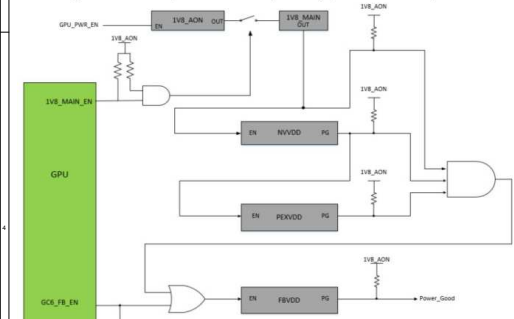 1V8_AON
GPU_PWR_EN
EN
1V8_AON
OUT
1V8_MAIN
OUT
1V8_AON
1V8_MAIN_EN
1V8_AON
EN
NVVDD
PG
GPU
1V8_AON
EN
PEXVDD
PG
4
1V8_AON
GC6_FB_EN
EN
FBVDD
PG
Power_Good